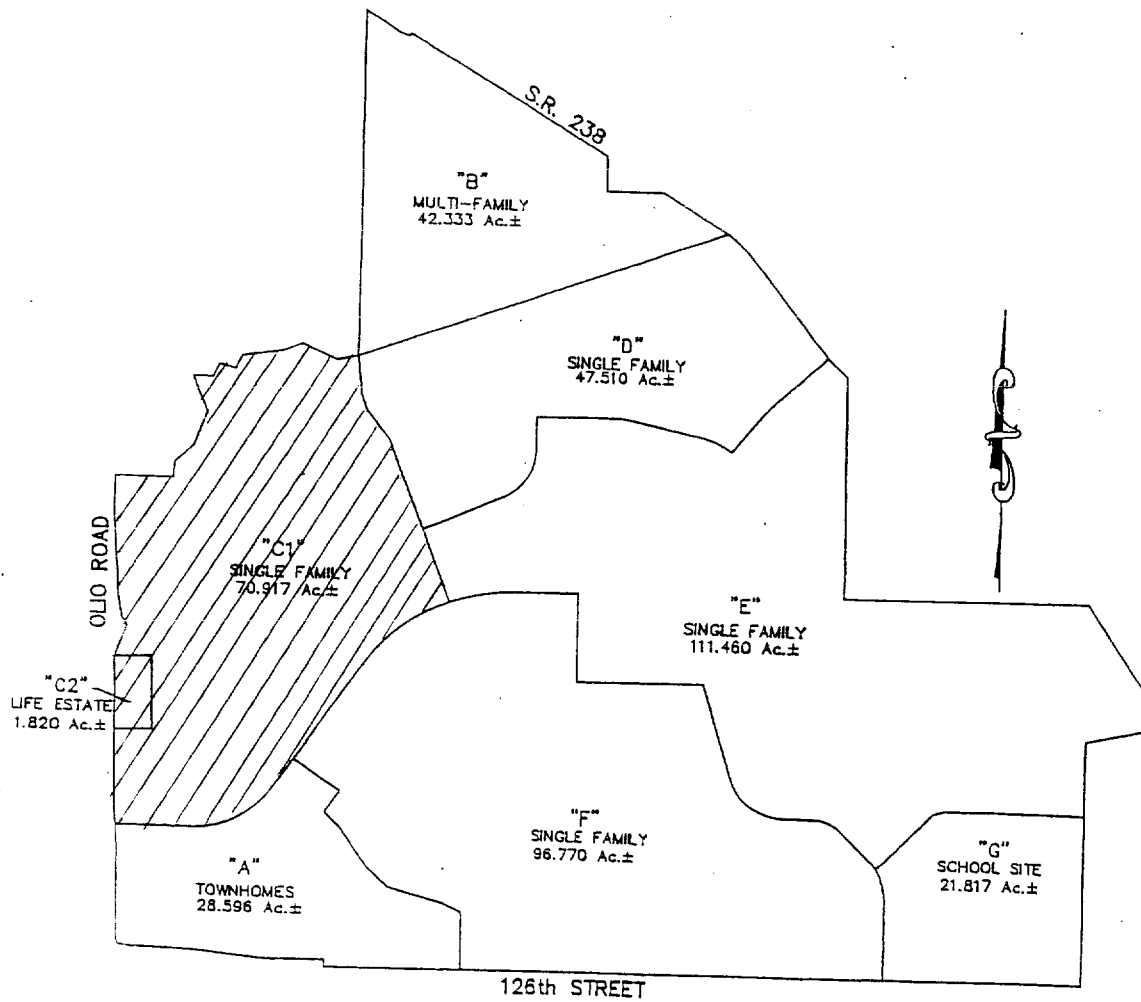 S.R. 238
"B"
MULTI-FAMILY
42.333 Ac.±
"D"
SINGLE FAMILY
47.510 Ac.±
OLIO ROAD
"C1"
SINGLE FAMILY
70.917 Ac.±
"E"
SINGLE FAMILY
111.460 Ac.±
"C2"
LIFE ESTATE
1.820 Ac.±
"F"
SINGLE FAMILY
96.770 Ac.±
"A"
TOWNHOMES
28.596 Ac.±
"G"
SCHOOL SITE
21.817 Ac.±
126th STREET